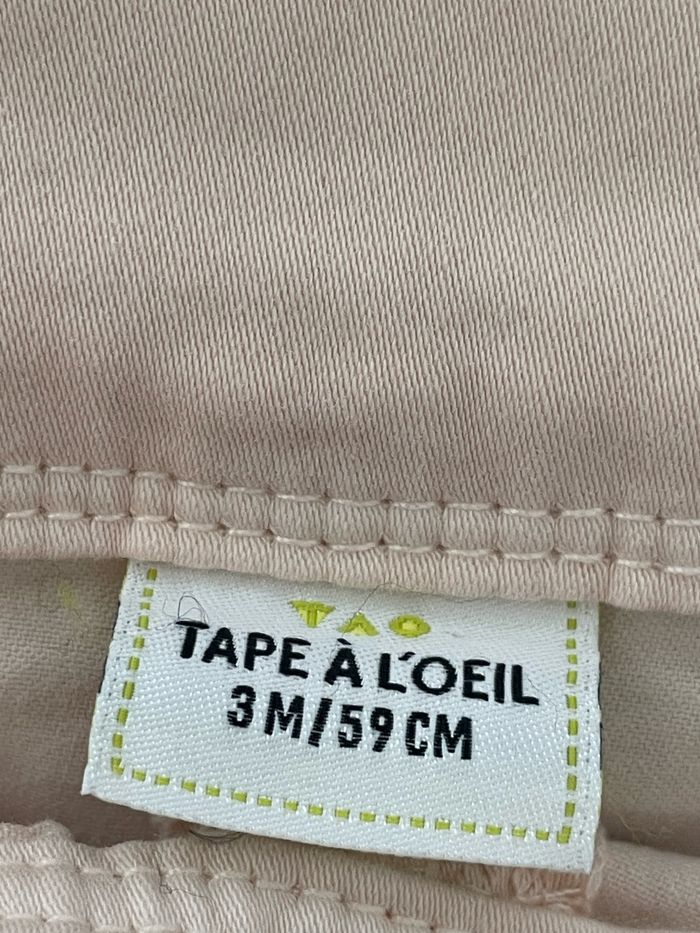 TAO
TAPE À L'OEIL
3M/59CM